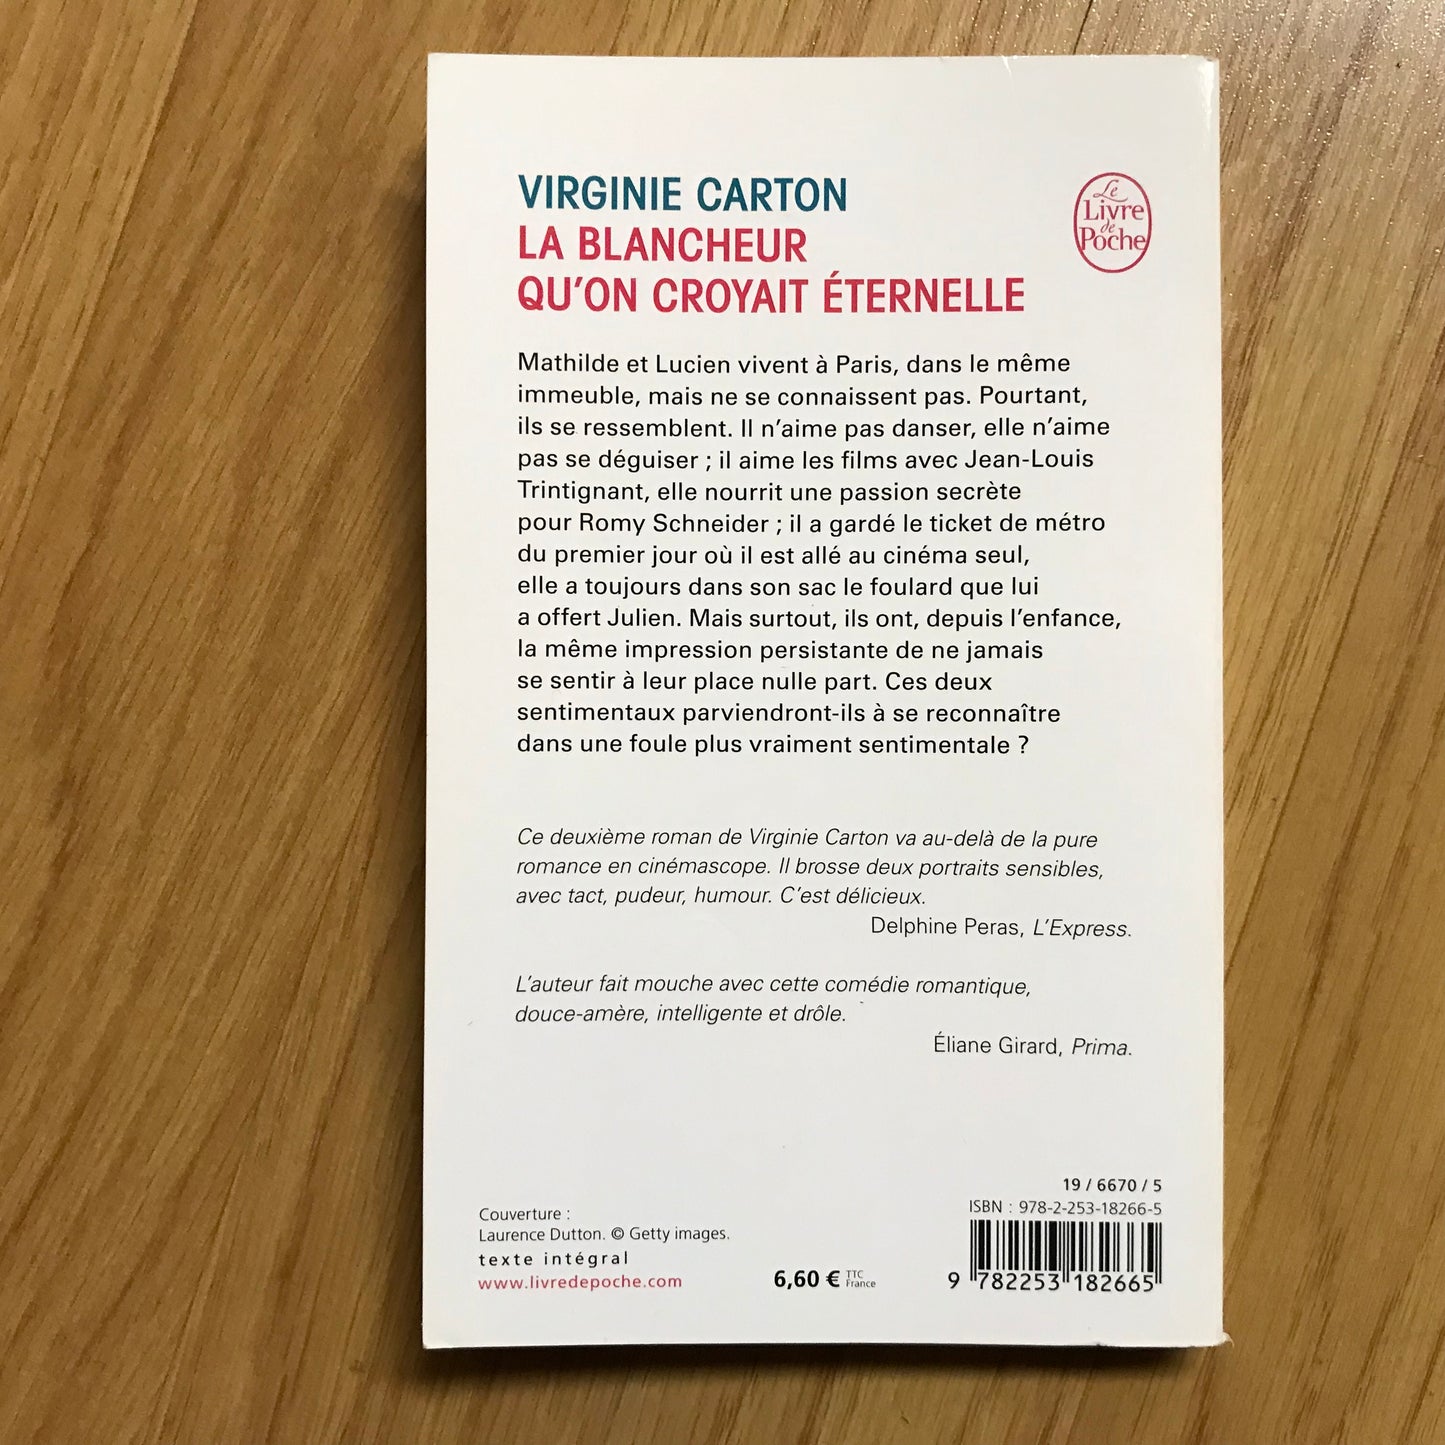 VIRGINIE CARTON
LA BLANCHEUR
QU'ON CROYAIT ÉTERNELLE
Le
Livre
de
Poche
Mathilde et Lucien vivent à Paris, dans le même
immeuble, mais ne se connaissent pas. Pourtant,
ils se ressemblent. Il n'aime pas danser, elle n'aime
pas se déguiser ; il aime les films avec Jean-Louis
Trintignant, elle nourrit une passion secrète
pour Romy Schneider ; il a gardé le ticket de métro
du premier jour où il est allé au cinéma seul,
elle a toujours dans son sac le foulard que lui
a offert Julien. Mais surtout, ils ont, depuis l'enfance,
la même impression persistante de ne jamais
se sentir à leur place nulle part. Ces deux
sentimentaux parviendront-ils à se reconnaître
dans une foule plus vraiment sentimentale ?
Ce deuxième roman de Virginie Carton va au-delà de la pure
romance en cinémascope. Il brosse deux portraits sensibles,
avec tact, pudeur, humour. C'est délicieux.
Delphine Peras, L'Express.
L'auteur fait mouche avec cette comédie romantique,
douce-amère, intelligente et drôle.
Éliane Girard, Prima.
Couverture :
Laurence Dutton. © Getty images.
texte intégral
www.livredepoche.com
6,60 € TTC
France
19 / 6670 / 5
ISBN : 978-2-253-18266-5
9 782253 182665